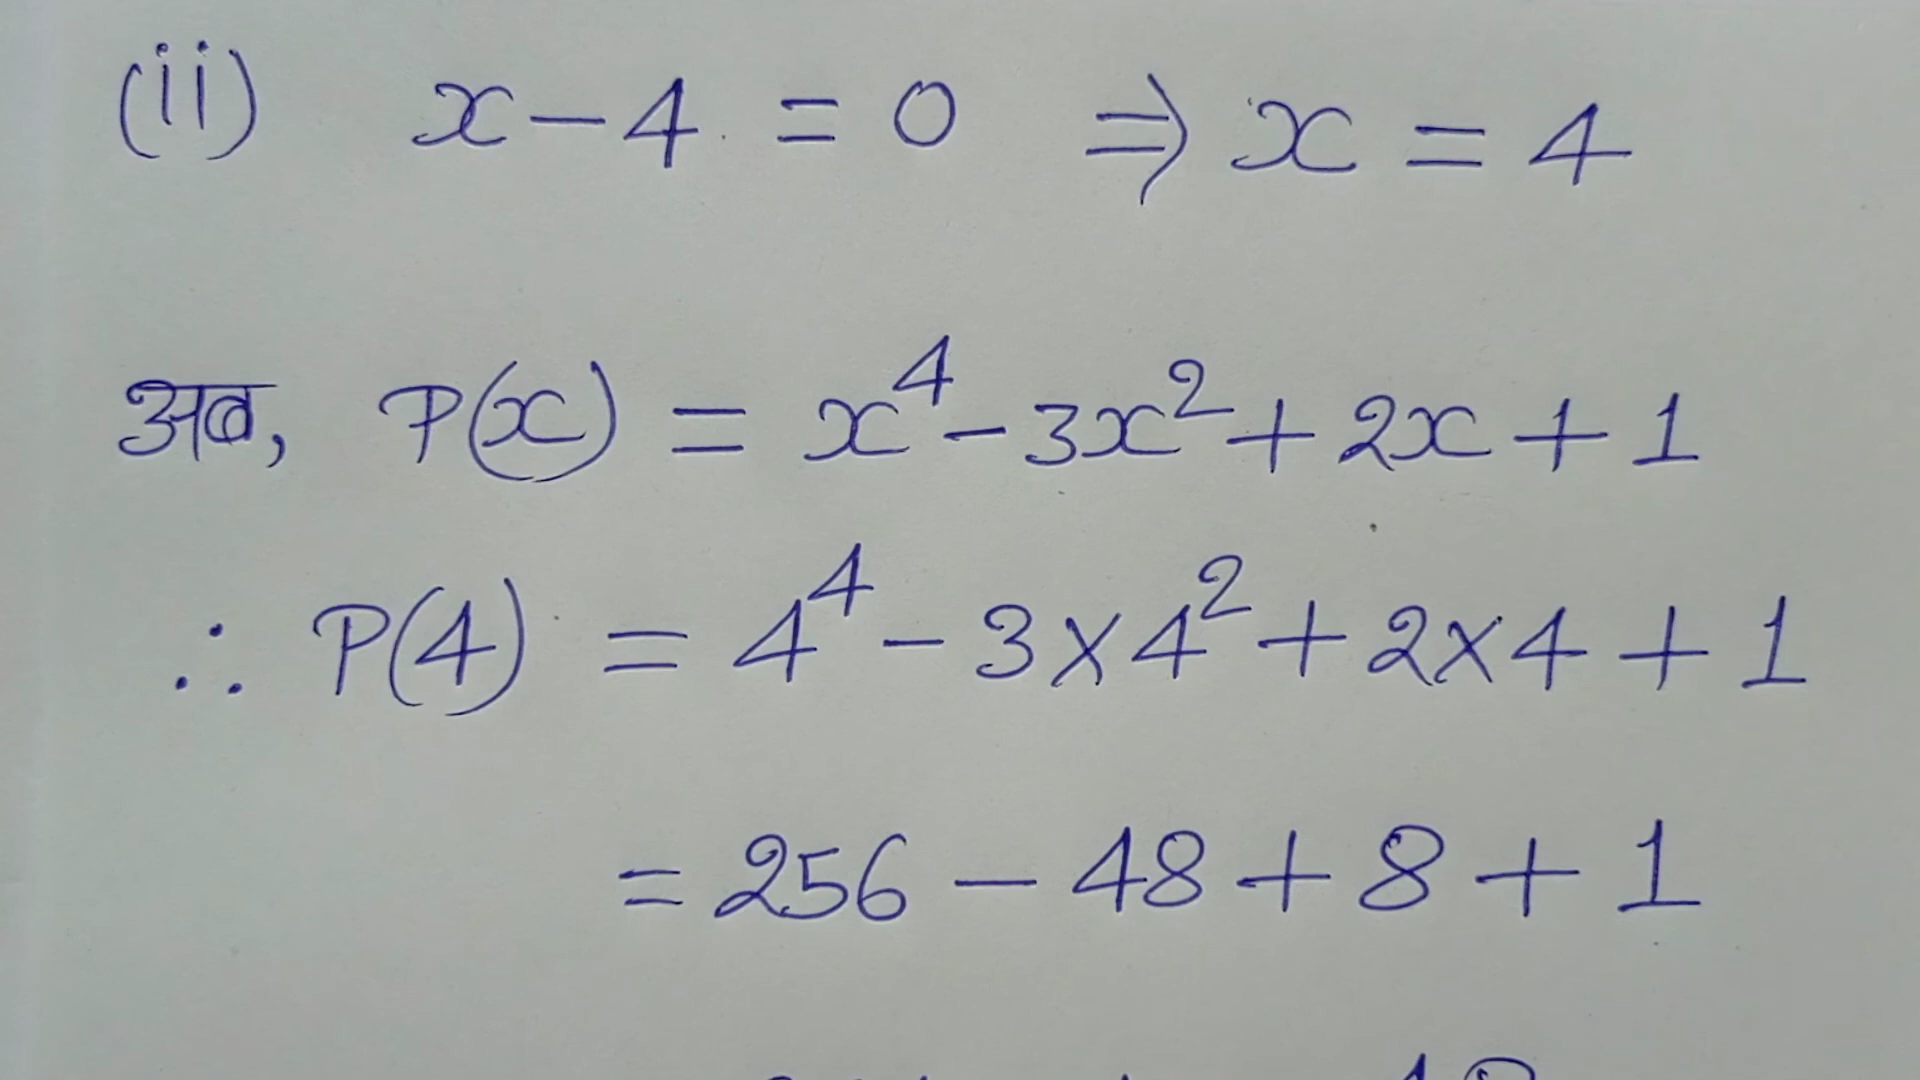 (ii) x - 4 = 0 ⇒ x = 4
अब, P(x) = x⁴ - 3x² + 2x + 1
∴ P(4) = 4⁴ - 3×4² + 2×4 + 1
= 256 - 48 + 8 + 1